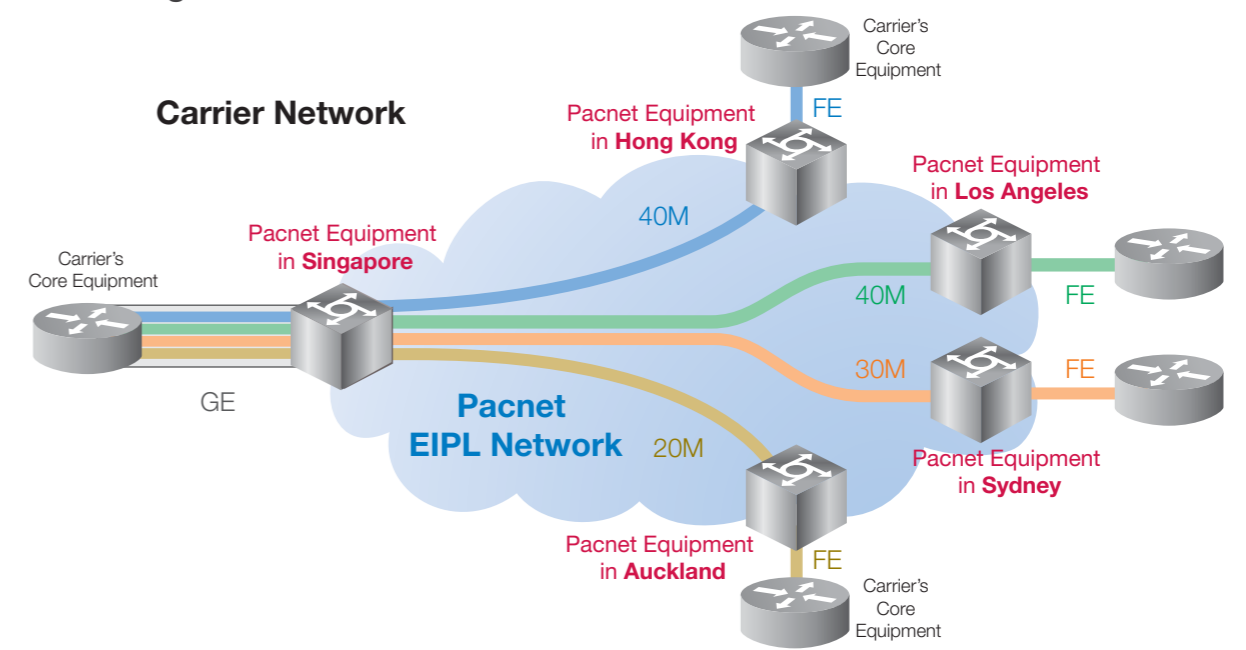 Carrier's
Core
Equipment
Carrier Network
Pacnet Equipment
in Hong Kong
FE
Pacnet Equipment
in Los Angeles
40M
Pacnet Equipment
in Singapore
Carrier's
Core Equipment
40M
FE
30M
FE
GE
Pacnet
EIPL Network
20M
Pacnet Equipment
in Sydney
Pacnet Equipment
in Auckland
FE
Carrier's
Core
Equipment